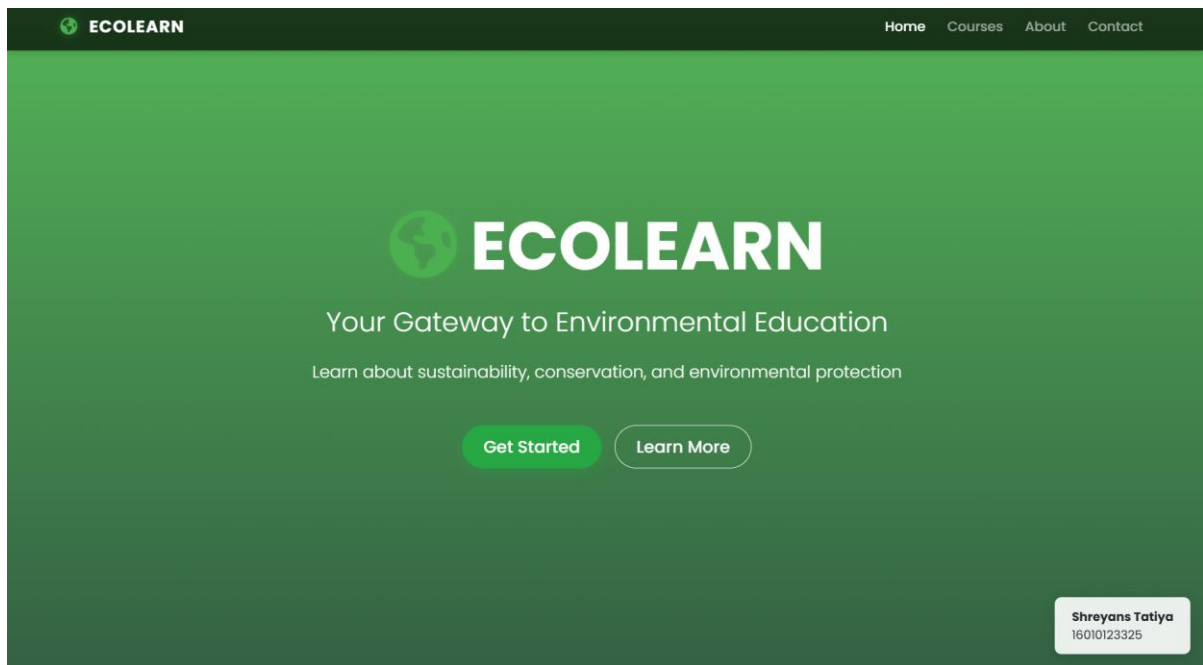 ECOLEARN
Home Courses About Contact
ECOLEARN
Your Gateway to Environmental Education
Learn about sustainability, conservation, and environmental protection
Get Started Learn More
Shreyans Tatiya
16010123325